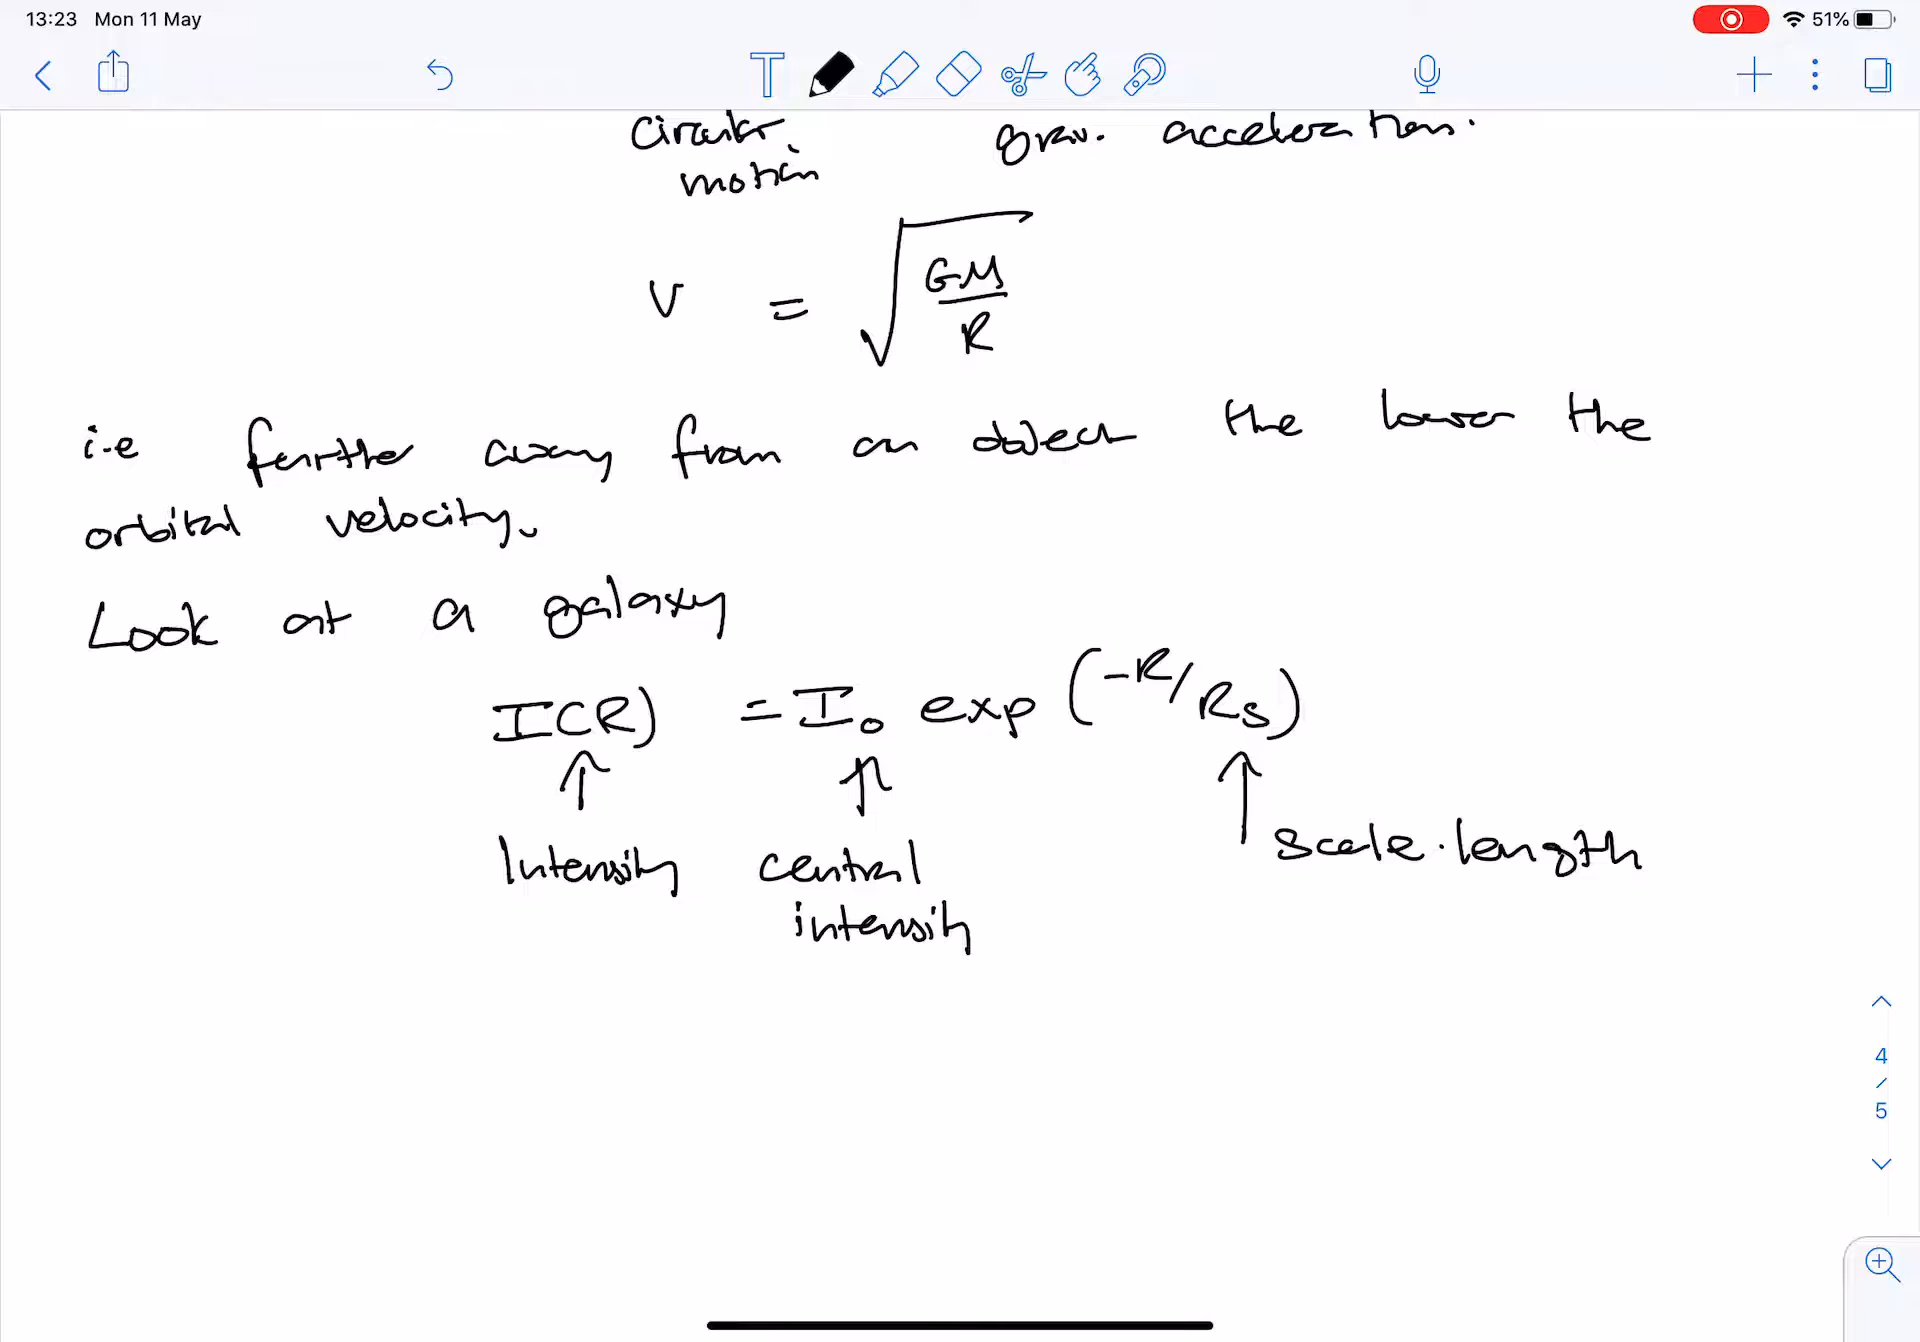 13:23 Mon 11 May 51%
circular grav. acceleration.
motion
V = √GM/R
i.e further away from an object the lower the
orbital velocity.
Look at a galaxy
I(R) = I₀ exp (-R/Rs)
↑ ↑ ↑
Intensity central scale.length
intensity
4
/
5